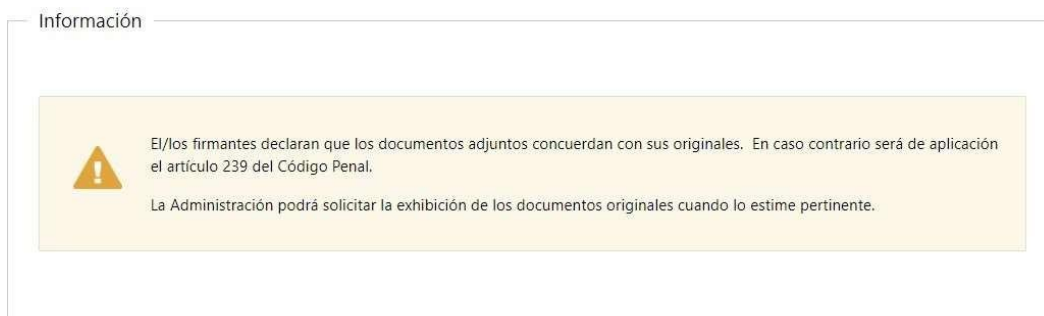 Información
El/los firmantes declaran que los documentos adjuntos concuerdan con sus originales. En caso contrario será de aplicación
el artículo 239 del Código Penal.
La Administración podrá solicitar la exhibición de los documentos originales cuando lo estime pertinente.